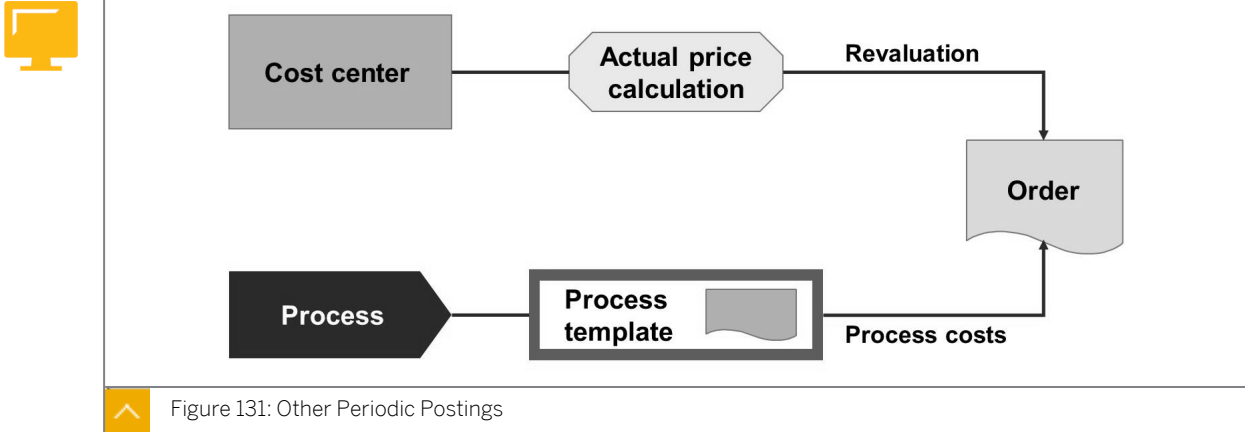 Cost center
Actual price
calculation
Revaluation
Order
Process
Process
template
Process costs
Figure 131: Other Periodic Postings